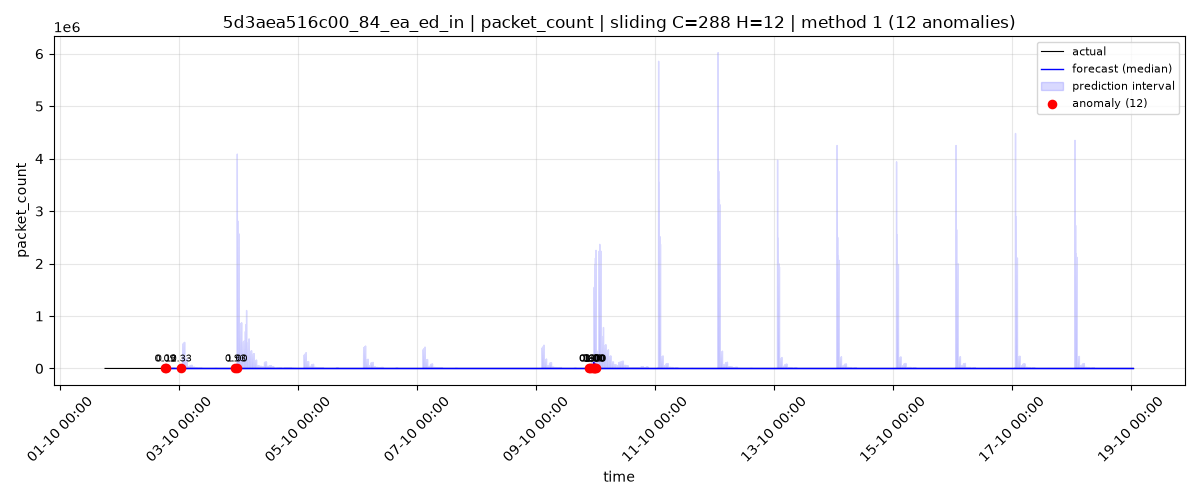 5d3aea516c00_84_ea_ed_in | packet_count | sliding C=288 H=12 | method 1 (12 anomalies)
1e6
6
5
4
3
2
1
0
packet_count
actual
forecast (median)
prediction interval
anomaly (12)
01-10 00:00
03-10 00:00
05-10 00:00
07-10 00:00
09-10 00:00
11-10 00:00
13-10 00:00
15-10 00:00
17-10 00:00
19-10 00:00
time